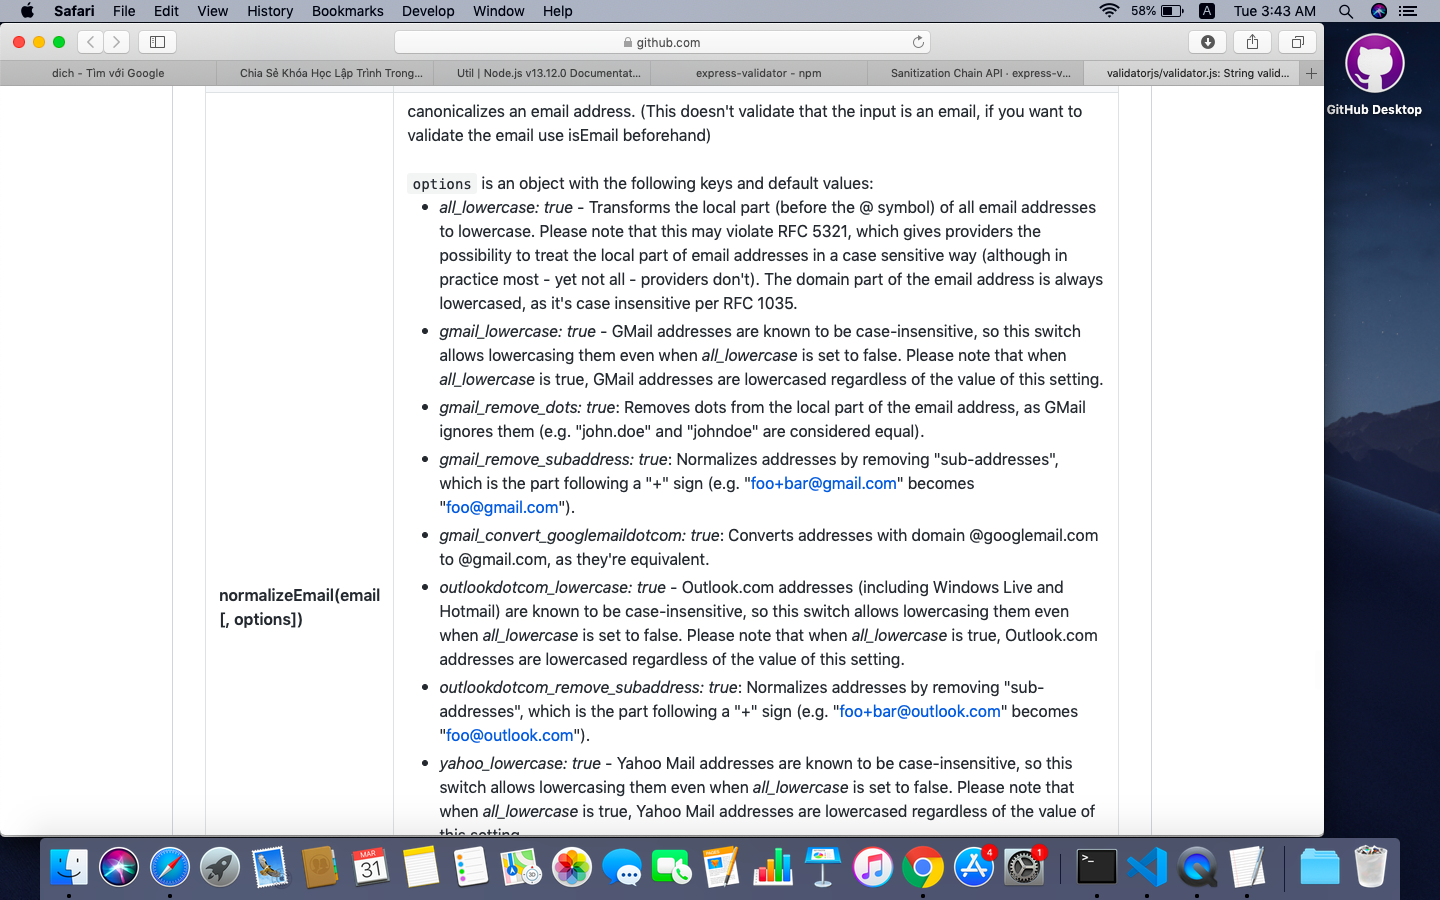 Safari File Edit View History Bookmarks Develop Window Help 58% A Tue 3:43 AM
github.com
dich - Tìm với Google
Chia Sẻ Khóa Học Lập Trình Trong...
Util | Node.js v13.12.0 Documentat...
express-validator - npm
Sanitization Chain API · express-v...
validatorjs/validator.js: String valid...
GitHub Desktop
canonicalizes an email address. (This doesn't validate that the input is an email, if you want to
validate the email use isEmail beforehand)
options is an object with the following keys and default values:
• all_lowercase: true - Transforms the local part (before the @ symbol) of all email addresses
to lowercase. Please note that this may violate RFC 5321, which gives providers the
possibility to treat the local part of email addresses in a case sensitive way (although in
practice most - yet not all - providers don't). The domain part of the email address is always
lowercased, as it's case insensitive per RFC 1035.
• gmail_lowercase: true - GMail addresses are known to be case-insensitive, so this switch
allows lowercasing them even when all_lowercase is set to false. Please note that when
all_lowercase is true, GMail addresses are lowercased regardless of the value of this setting.
• gmail_remove_dots: true: Removes dots from the local part of the email address, as GMail
ignores them (e.g. "john.doe" and "johndoe" are considered equal).
• gmail_remove_subaddress: true: Normalizes addresses by removing "sub-addresses",
which is the part following a "+" sign (e.g. "foo+bar@gmail.com" becomes
"foo@gmail.com").
• gmail_convert_googlemaildotcom: true: Converts addresses with domain @googlemail.com
to @gmail.com, as they're equivalent.
normalizeEmail(email
[, options])
• outlookdotcom_lowercase: true - Outlook.com addresses (including Windows Live and
Hotmail) are known to be case-insensitive, so this switch allows lowercasing them even
when all_lowercase is set to false. Please note that when all_lowercase is true, Outlook.com
addresses are lowercased regardless of the value of this setting.
• outlookdotcom_remove_subaddress: true: Normalizes addresses by removing "sub-
addresses", which is the part following a "+" sign (e.g. "foo+bar@outlook.com" becomes
"foo@outlook.com").
• yahoo_lowercase: true - Yahoo Mail addresses are known to be case-insensitive, so this
switch allows lowercasing them even when all_lowercase is set to false. Please note that
when all_lowercase is true, Yahoo Mail addresses are lowercased regardless of the value of
this setting.
MAR
31
4
1
>_